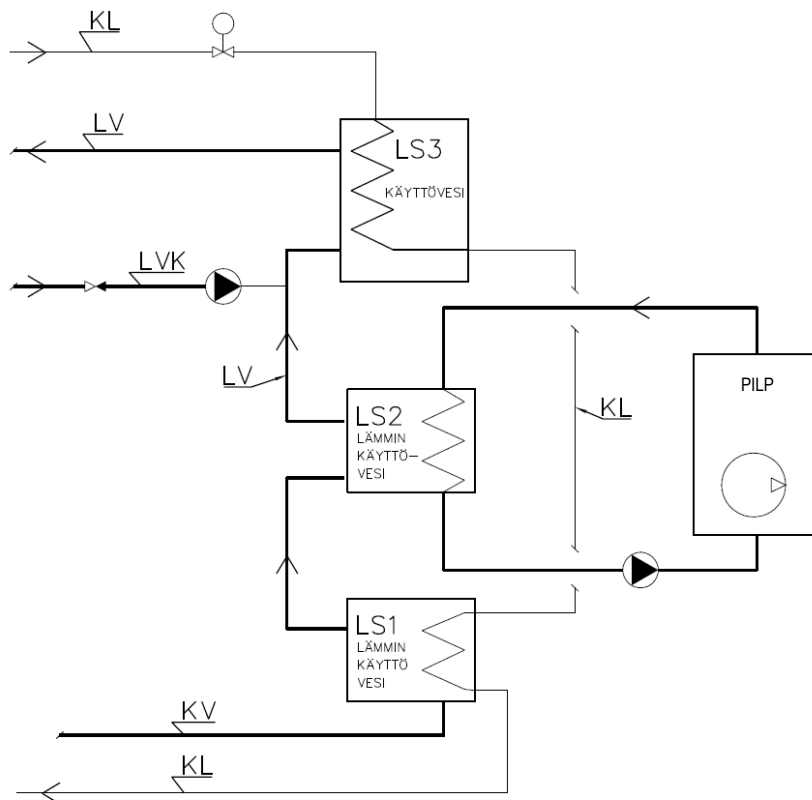 KL
LV
LS3
KÄYTTÖVESI
LVK
PILP
LV
LS2
LÄMMIN
KÄYTTÖ-
VESI
KL
LS1
LÄMMIN
KÄYTTÖ
VESI
KV
KL